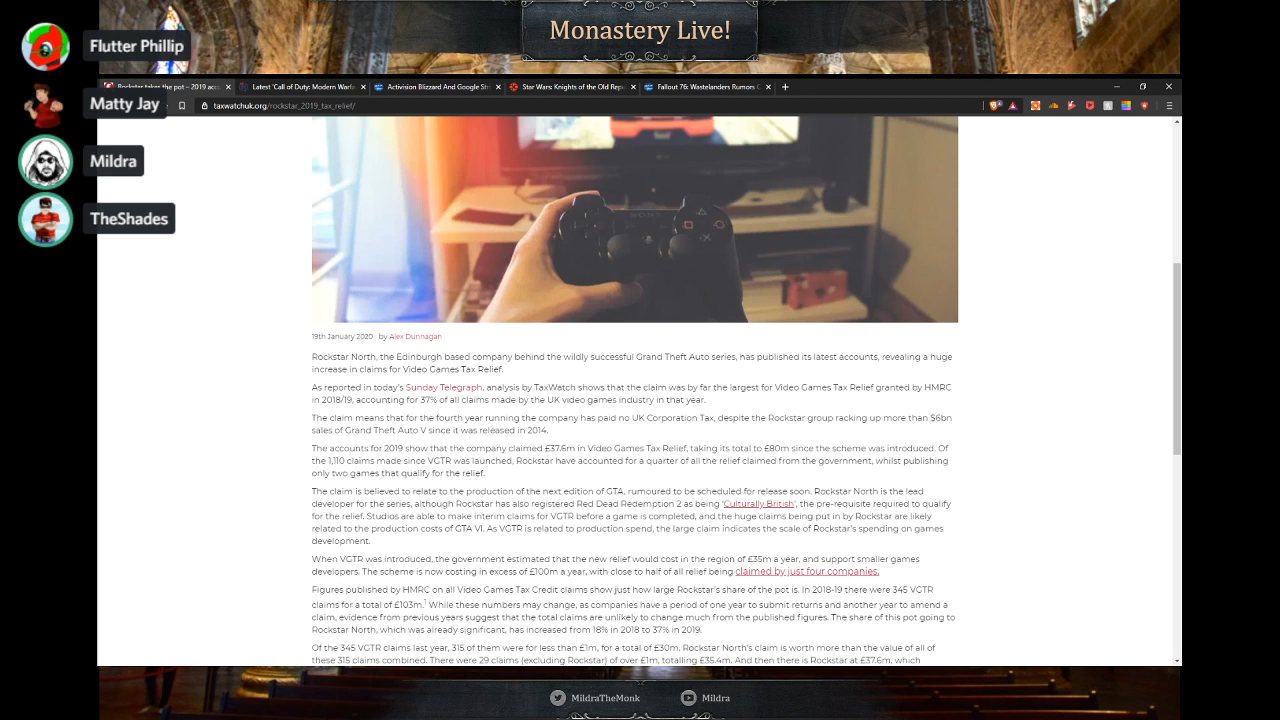 Monastery Live!
Flutter Phillip
Matty Jay
Mildra
TheShades
Rockstar takes the pot – 2019 acc
Latest 'Call of Duty: Modern Warfa
Activision Blizzard And Google St
Star Wars: Knights of the Old Rep
Fallout 76: Wastelanders Rumors C
taxwatchuk.org/rockstar_2019_tax_relief/
SONY
19th January 2020 by Alex Dunnagan
Rockstar North, the Edinburgh based company behind the wildly successful Grand Theft Auto series, has published its latest accounts, revealing a huge
increase in claims for Video Games Tax Relief.
As reported in today's Sunday Telegraph, analysis by TaxWatch shows that the claim was by far the largest for Video Games Tax Relief granted by HMRC
in 2018/19, accounting for 37% of all claims made by the UK video games industry in that year.
The claim means that for the fourth year running the company has paid no UK Corporation Tax, despite the Rockstar group racking up more than $6bn
sales of Grand Theft Auto V since it was released in 2014.
The accounts for 2019 show that the company claimed £37.6m in Video Games Tax Relief, taking its total to £80m since the scheme was introduced. Of
the 1,110 claims made since VGTR was launched, Rockstar have accounted for a quarter of all the relief claimed from the government, whilst publishing
only two games that qualify for the relief.
The claim is believed to relate to the production of the next edition of GTA, rumoured to be scheduled for release soon. Rockstar North is the lead
developer for the series, although Rockstar has also registered Red Dead Redemption 2 as being 'Culturally British', the pre-requisite required to qualify
for the relief. Studios are able to make interim claims for VGTR before a game is completed, and the huge claims being put in by Rockstar are likely
related to the production costs of GTA VI. As VGTR is related to production spend, the large claim indicates the scale of Rockstar's spending on games
development.
When VGTR was introduced, the government estimated that the new relief would cost in the region of £35m a year, and support smaller games
developers. The scheme is now costing in excess of £100m a year, with close to half of all relief being claimed by just four companies.
Figures published by HMRC on all Video Games Tax Credit claims show just how large Rockstar's share of the pot is. In 2018-19 there were 345 VGTR
claims for a total of £103m.1 While these numbers may change, as companies have a period of one year to submit returns and another year to amend a
claim, evidence from previous years suggest that the total claims are unlikely to change much from the published figures. The share of this pot going to
Rockstar North, which was already significant, has increased from 18% in 2018 to 37% in 2019.
Of the 345 VGTR claims last year, 315 of them were for less than £1m, for a total of £30m. Rockstar North's claim is worth more than the value of all of
these 315 claims combined. There were 29 claims (excluding Rockstar) of over £1m, totalling £35.4m. And then there is Rockstar at £37.6m, which
MildraTheMonk
Mildra